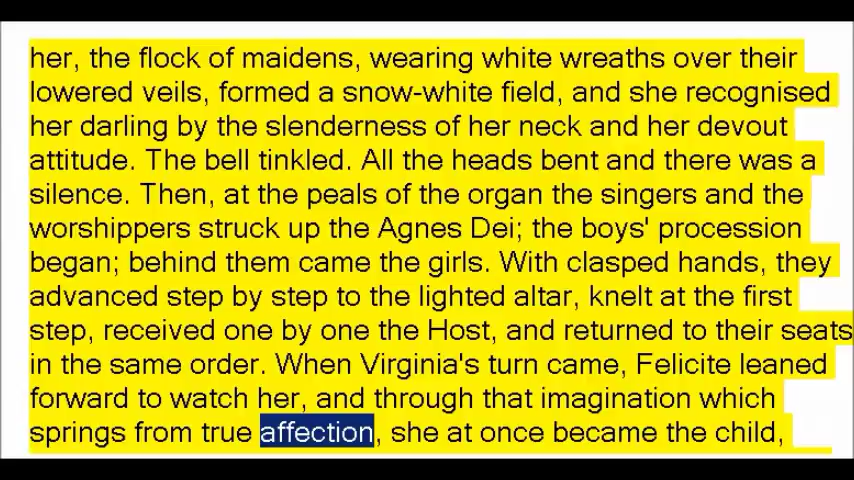 her, the flock of maidens, wearing white wreaths over their
lowered veils, formed a snow-white field, and she recognised
her darling by the slenderness of her neck and her devout
attitude. The bell tinkled. All the heads bent and there was a
silence. Then, at the peals of the organ the singers and the
worshippers struck up the Agnes Dei; the boys' procession
began; behind them came the girls. With clasped hands, they
advanced step by step to the lighted altar, knelt at the first
step, received one by one the Host, and returned to their seats
in the same order. When Virginia's turn came, Felicite leaned
forward to watch her, and through that imagination which
springs from true affection, she at once became the child,